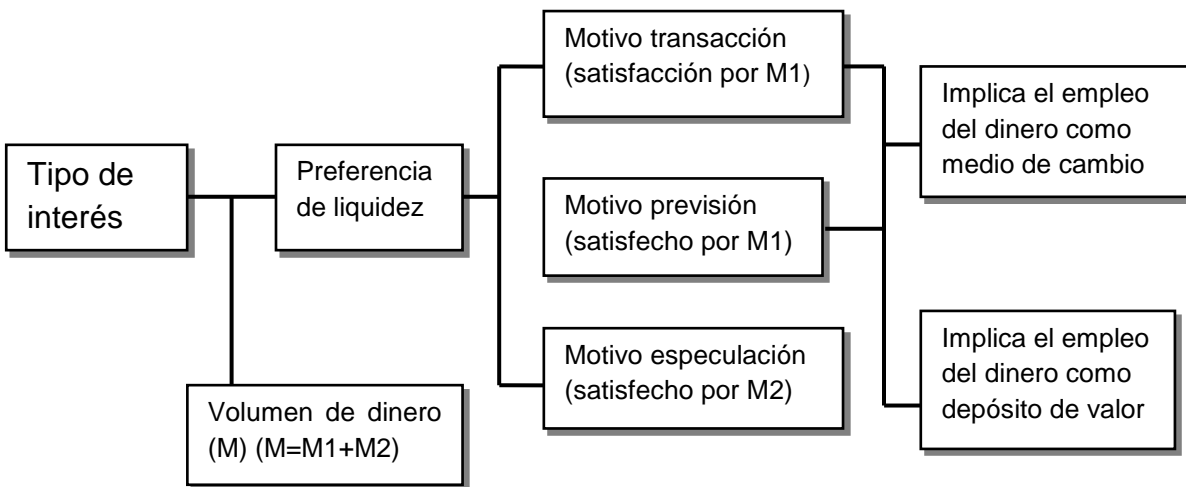 Tipo de
interés
Preferencia
de liquidez
Volumen de dinero
(M) (M=M1+M2)
Motivo transacción
(satisfacción por M1)
Motivo previsión
(satisfecho por M1)
Motivo especulación
(satisfecho por M2)
Implica el empleo
del dinero como
medio de cambio
Implica el empleo
del dinero como
depósito de valor